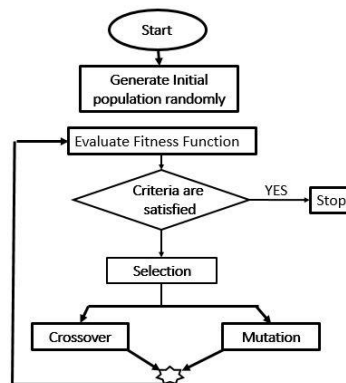 Start
Generate Initial
population randomly
Evaluate Fitness Function
Criteria are
satisfied
YES
Stop
Selection
Crossover
Mutation